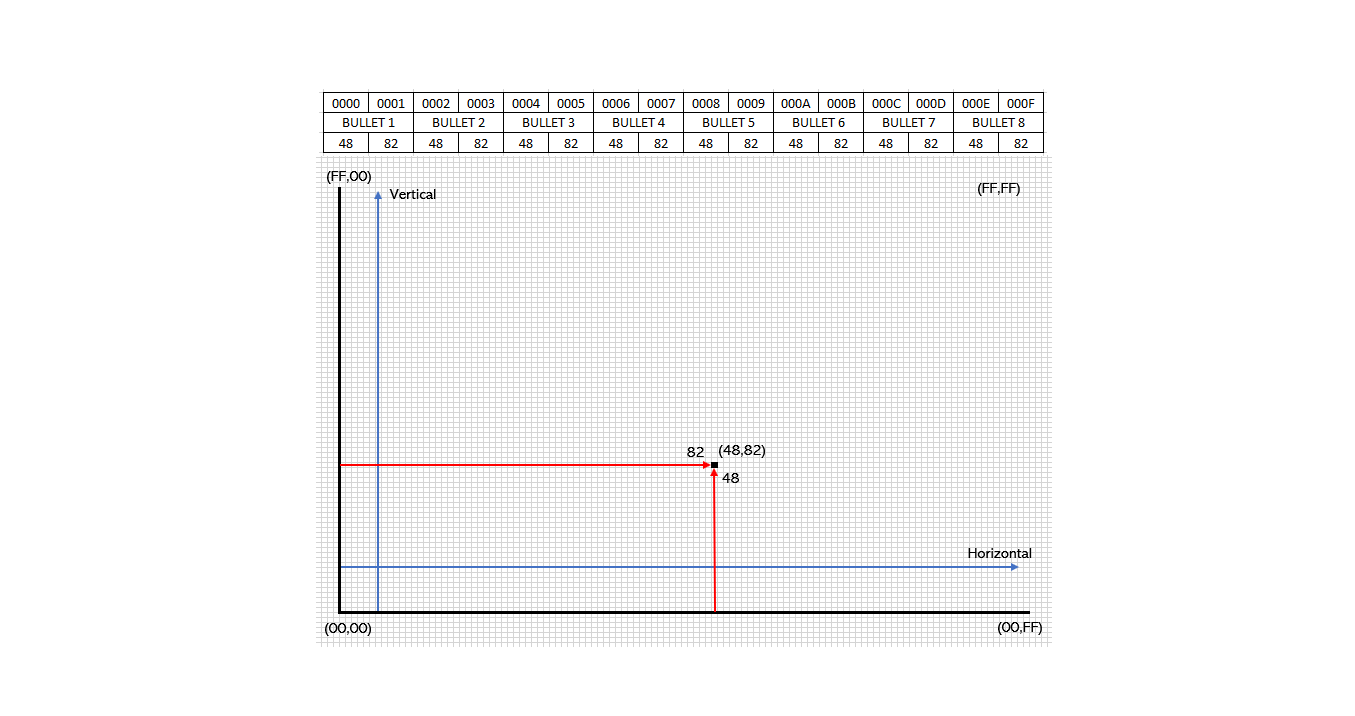 0000 0001 0002 0003 0004 0005 0006 0007 0008 0009 000A 000B 000C 000D 000E 000F
BULLET 1 BULLET 2 BULLET 3 BULLET 4 BULLET 5 BULLET 6 BULLET 7 BULLET 8
48 82 48 82 48 82 48 82 48 82 48 82 48 82 48 82
(FF,00)
Vertical
(FF,FF)
82 (48,82)
48
Horizontal
(00,00)
(00,FF)